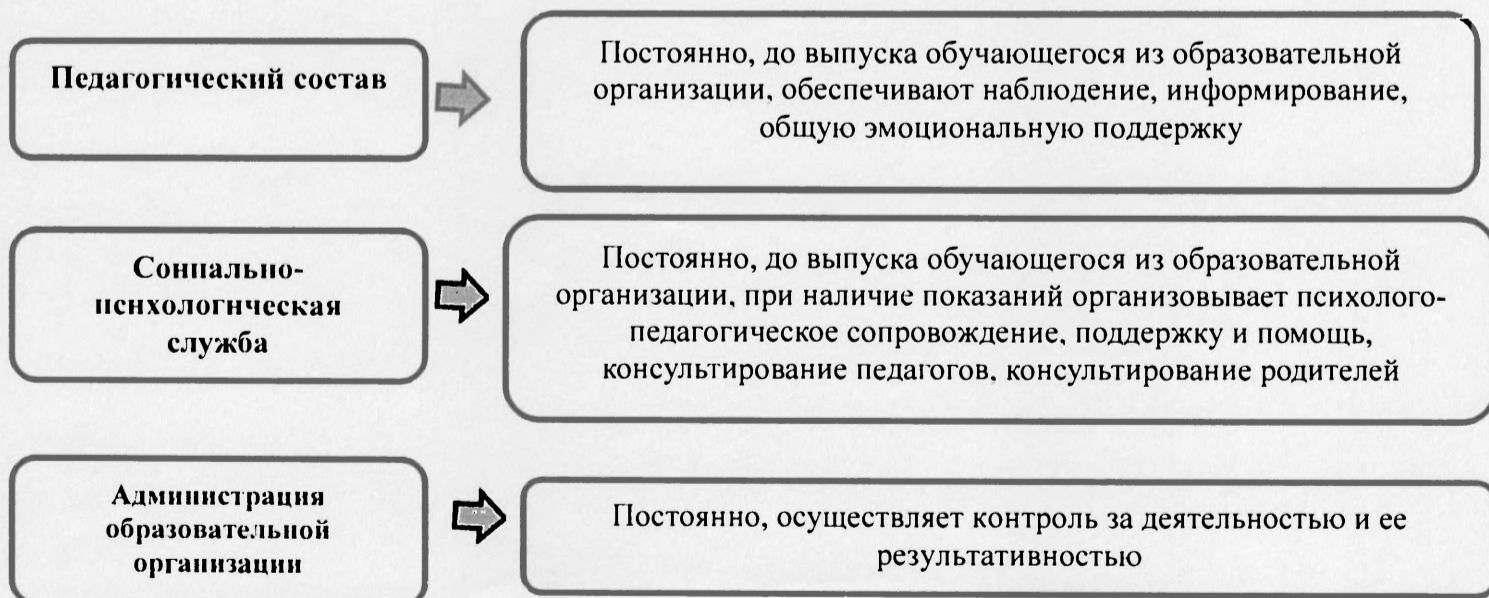 Педагогический состав
Постоянно, до выпуска обучающегося из образовательной
организации, обеспечивают наблюдение, информирование,
общую эмоциональную поддержку
Социально-
психологическая
служба
Постоянно, до выпуска обучающегося из образовательной
организации, при наличие показаний организовывает психолого-
педагогическое сопровождение, поддержку и помощь,
консультирование педагогов, консультирование родителей
Администрация
образовательной
организации
Постоянно, осуществляет контроль за деятельностью и ее
результативностью